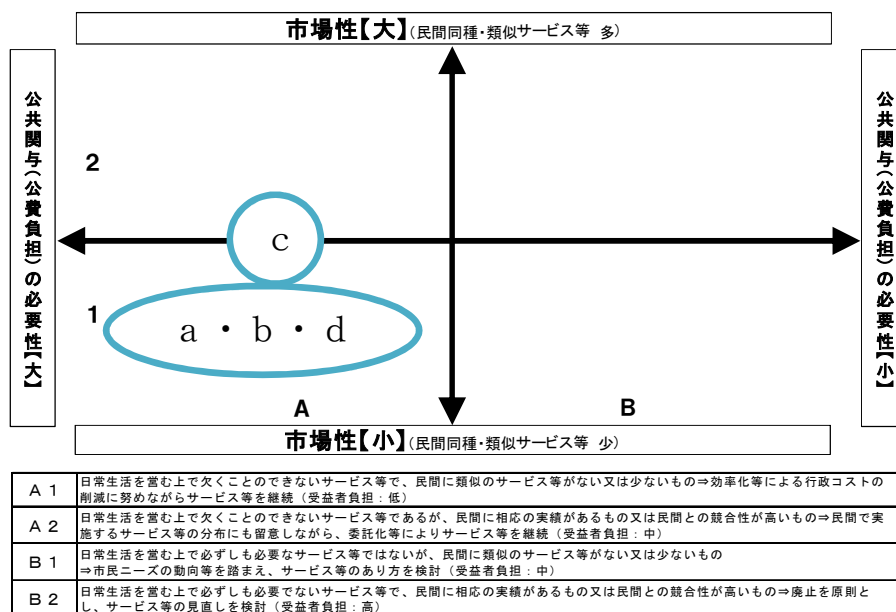 市場性【大】(民間同種・類似サービス等 多)
公共関与(公費負担)の必要性【大】
公共関与(公費負担)の必要性【小】
2
c
1
a・b・d
A
B
市場性【小】(民間同種・類似サービス等 少)
A 1
日常生活を営む上で欠くことのできないサービス等で、民間に類似のサービス等がない又は少ないもの⇒効率化等による行政コストの
削減に努めながらサービス等を継続(受益者負担:低)
A 2
日常生活を営む上で欠くことのできないサービス等であるが、民間に相応の実績があるもの又は民間との競合性が高いもの⇒民間で実
施するサービス等の分布にも留意しながら、委託化等によりサービス等を継続(受益者負担:中)
B 1
日常生活を営む上で必ずしも必要なサービス等ではないが、民間に類似のサービス等がない又は少ないもの
⇒市民ニーズの動向等を踏まえ、サービス等のあり方を検討(受益者負担:中)
B 2
日常生活を営む上で必ずしも必要でないサービス等で、民間に相応の実績があるもの又は民間との競合性が高いもの⇒廃止を原則と
し、サービス等の見直しを検討(受益者負担:高)